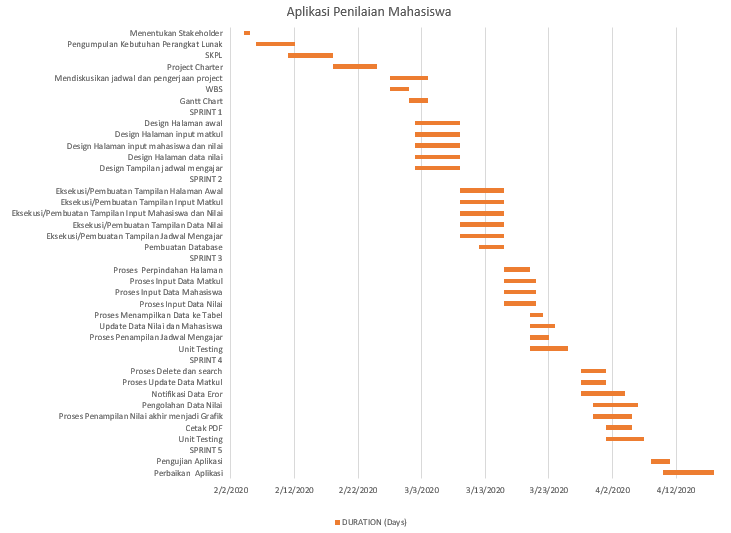 Aplikasi Penilaian Mahasiswa
Menentukan Stakeholder
Pengumpulan Kebutuhan Perangkat Lunak
SKPL
Project Charter
Mendiskusikan jadwal dan pengerjaan project
WBS
Gantt Chart
SPRINT 1
Design Halaman awal
Design Halaman input matkul
Design Halaman input mahasiswa dan nilai
Design Halaman data nilai
Design Tampilan jadwal mengajar
SPRINT 2
Eksekusi/Pembuatan Tampilan Halaman Awal
Eksekusi/Pembuatan Tampilan Input Matkul
Eksekusi/Pembuatan Tampilan Input Mahasiswa dan Nilai
Eksekusi/Pembuatan Tampilan Data Nilai
Eksekusi/Pembuatan Tampilan Jadwal Mengajar
Pembuatan Database
SPRINT 3
Proses Perpindahan Halaman
Proses Input Data Matkul
Proses Input Data Mahasiswa
Proses Input Data Nilai
Proses Menampilkan Data ke Tabel
Update Data Nilai dan Mahasiswa
Proses Penampilan Jadwal Mengajar
Unit Testing
SPRINT 4
Proses Delete dan search
Proses Update Data Matkul
Notifikasi Data Eror
Pengolahan Data Nilai
Proses Penampilan Nilai akhir menjadi Grafik
Cetak PDF
Unit Testing
SPRINT 5
Pengujian Aplikasi
Perbaikan Aplikasi
2/2/2020 2/12/2020 2/22/2020 3/3/2020 3/13/2020 3/23/2020 4/2/2020 4/12/2020
DURATION (Days)